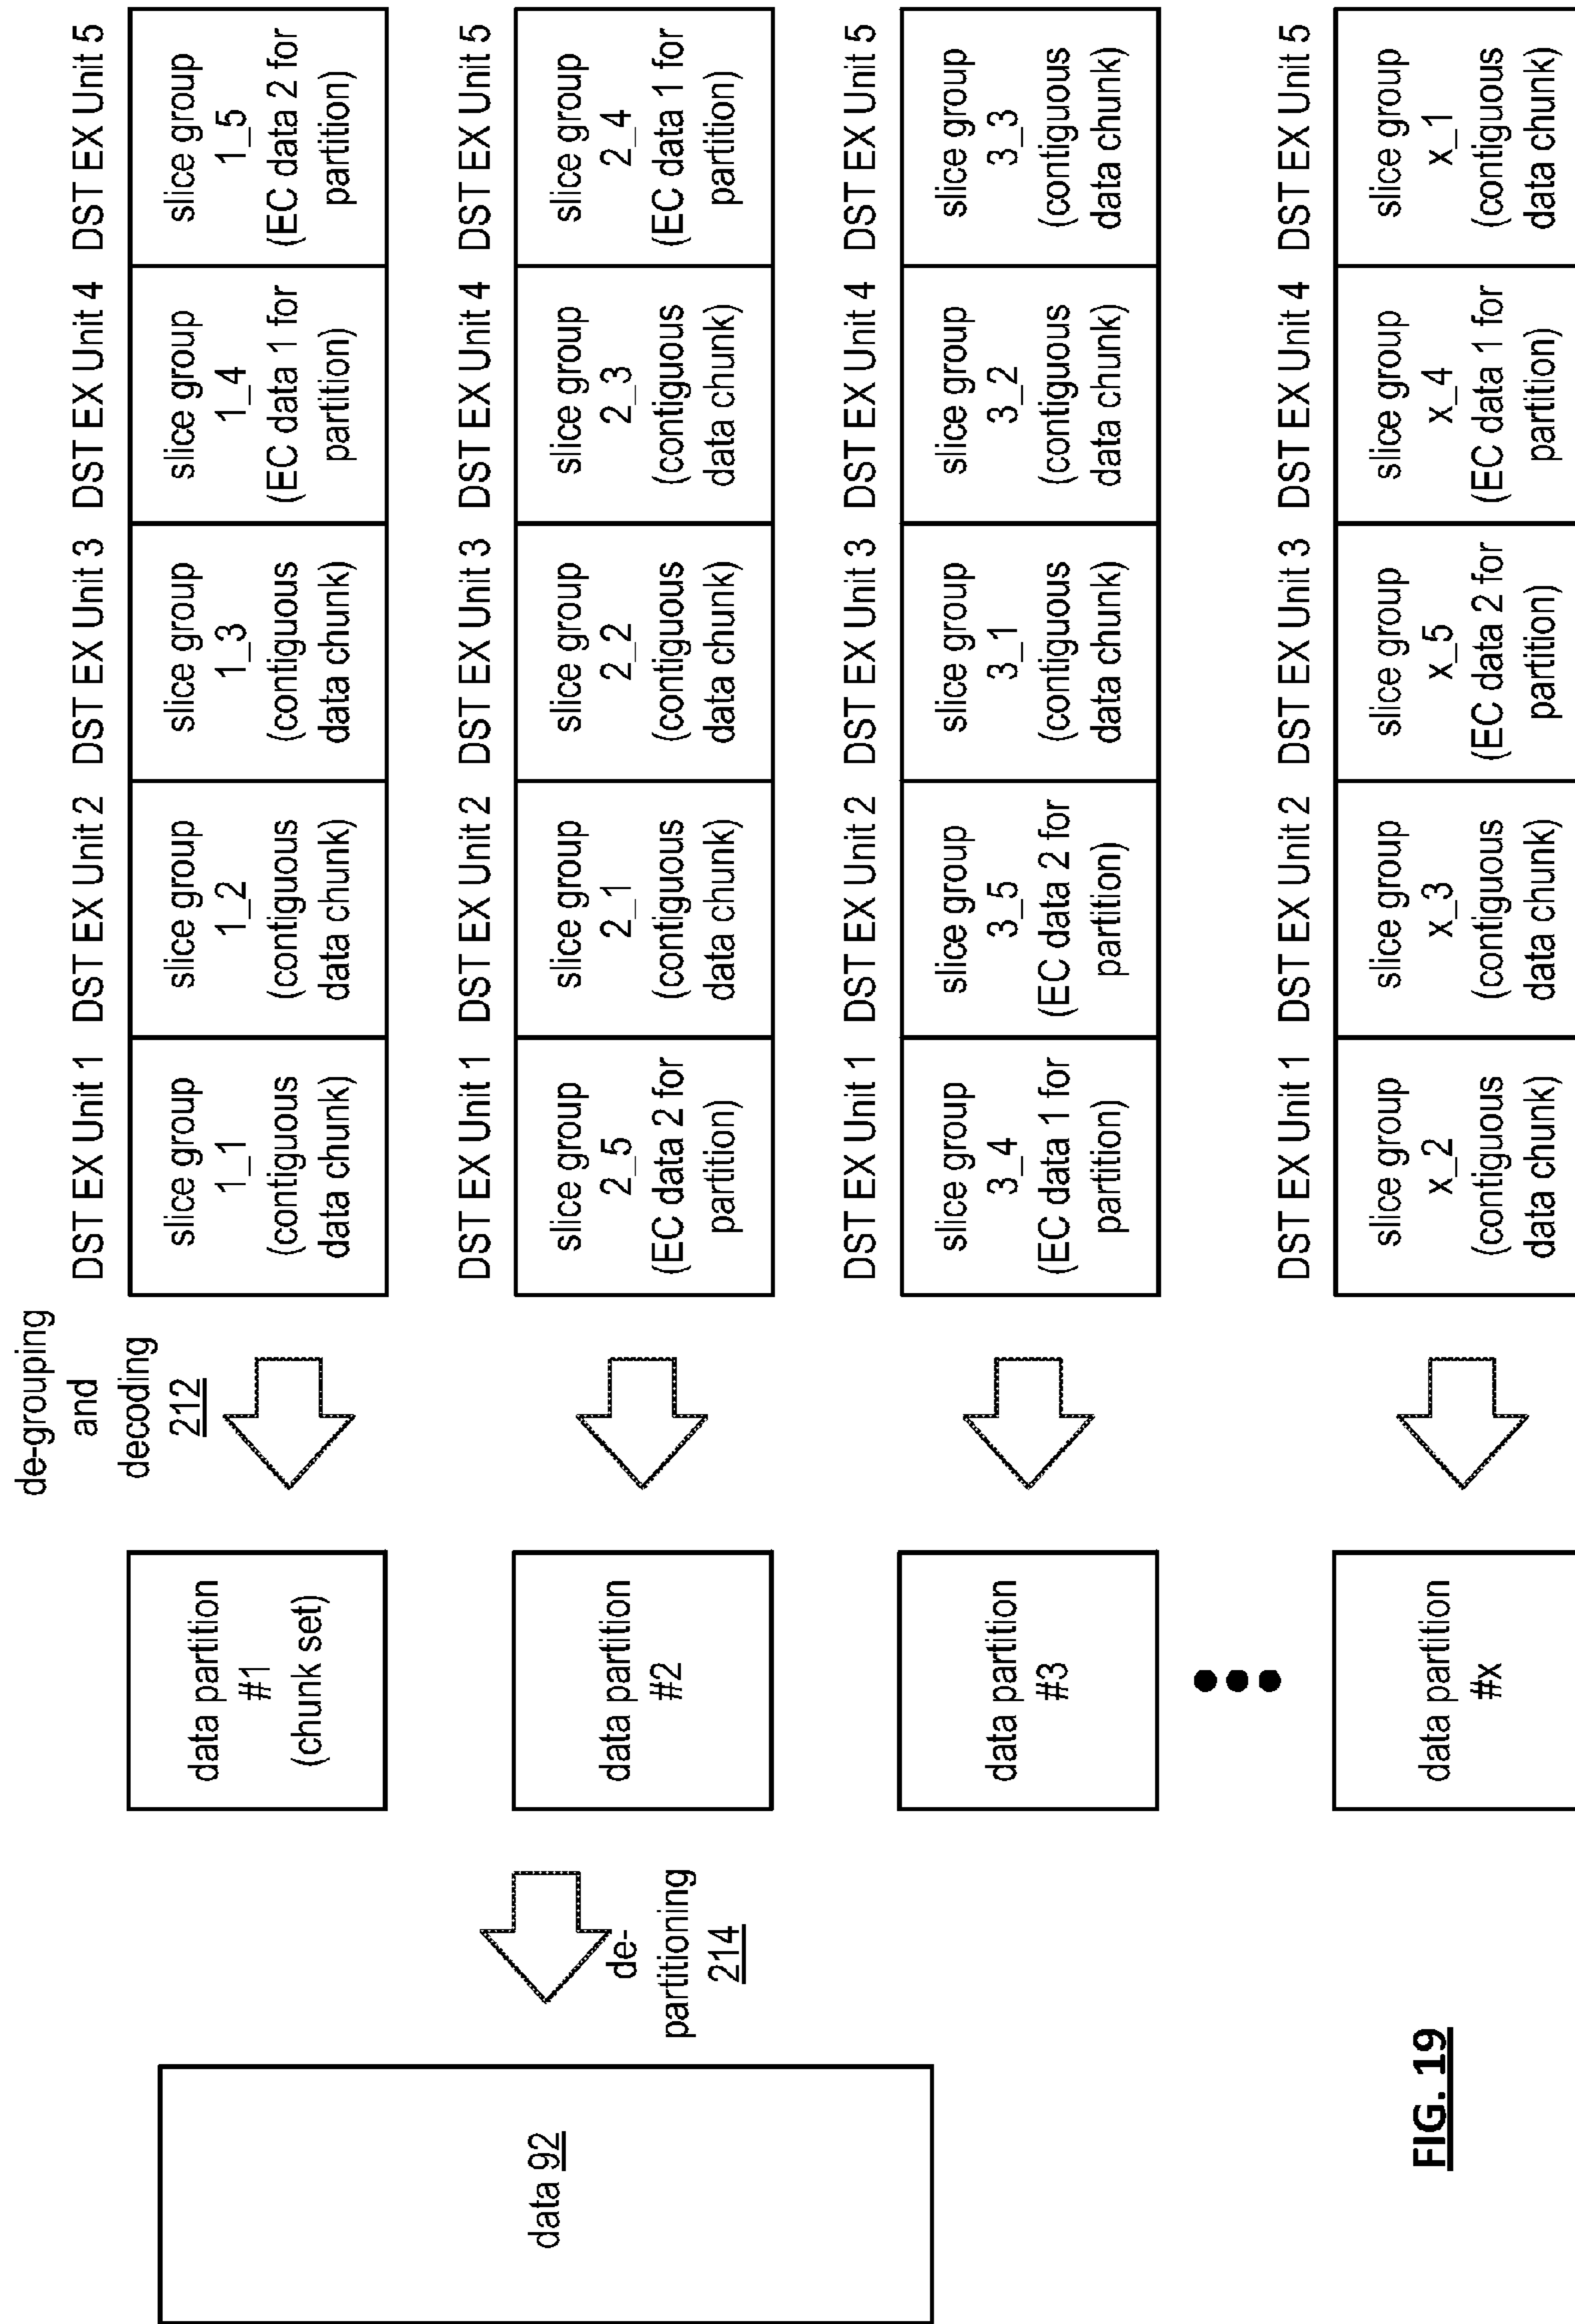 data 92
de-
partitioning
214
data partition
#1
(chunk set)
data partition
#2
data partition
#3
data partition
#x
de-grouping
and
decoding
212
DST EX Unit 1 DST EX Unit 2 DST EX Unit 3 DST EX Unit 4 DST EX Unit 5
slice group
1_1
(contiguous
data chunk)
slice group
1_2
(contiguous
data chunk)
slice group
1_3
(contiguous
data chunk)
slice group
1_4
(EC data 1 for
partition)
slice group
1_5
(EC data 2 for
partition)
DST EX Unit 1 DST EX Unit 2 DST EX Unit 3 DST EX Unit 4 DST EX Unit 5
slice group
2_5
(EC data 2 for
partition)
slice group
2_1
(contiguous
data chunk)
slice group
2_2
(contiguous
data chunk)
slice group
2_3
(contiguous
data chunk)
slice group
2_4
(EC data 1 for
partition)
DST EX Unit 1 DST EX Unit 2 DST EX Unit 3 DST EX Unit 4 DST EX Unit 5
slice group
3_4
(EC data 1 for
partition)
slice group
3_5
(EC data 2 for
partition)
slice group
3_1
(contiguous
data chunk)
slice group
3_2
(contiguous
data chunk)
slice group
3_3
(contiguous
data chunk)
DST EX Unit 1 DST EX Unit 2 DST EX Unit 3 DST EX Unit 4 DST EX Unit 5
slice group
x_2
(contiguous
data chunk)
slice group
x_3
(contiguous
data chunk)
slice group
x_5
(EC data 2 for
partition)
slice group
x_4
(EC data 1 for
partition)
slice group
x_1
(contiguous
data chunk)
FIG. 19